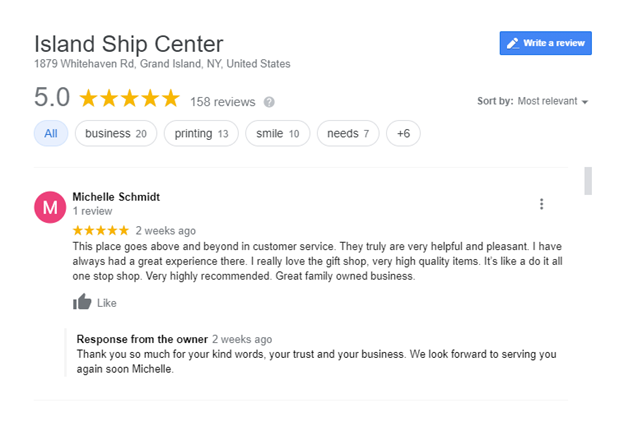 Island Ship Center
Write a review
1879 Whitehaven Rd, Grand Island, NY, United States
5.0 158 reviews ?
Sort by: Most relevant
All business 20 printing 13 smile 10 needs 7 +6
M Michelle Schmidt
1 review
2 weeks ago
This place goes above and beyond in customer service. They truly are very helpful and pleasant. I have
always had a great experience there. I really love the gift shop, very high quality items. It's like a do it all
one stop shop. Very highly recommended. Great family owned business.
Like
Response from the owner 2 weeks ago
Thank you so much for your kind words, your trust and your business. We look forward to serving you
again soon Michelle.